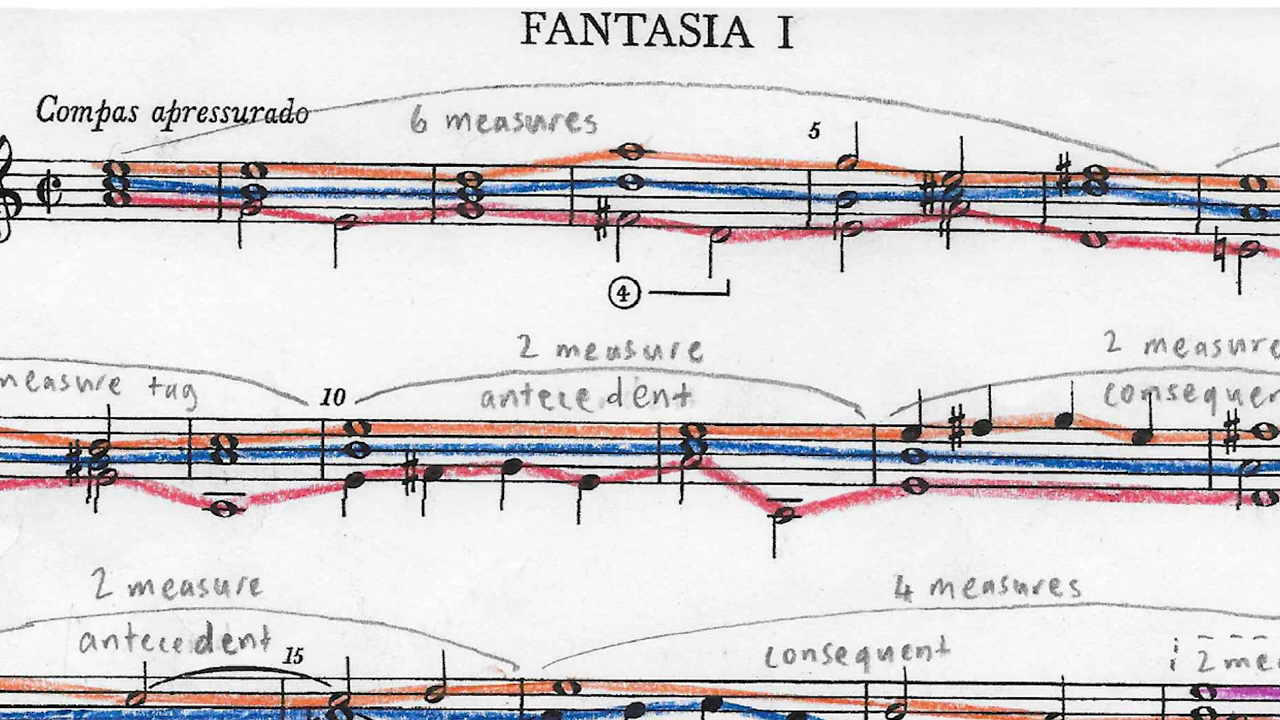 FANTASIA I
Compas apressurado
6 measures
5
4
2 measure
2 measure
measure tag
10
antecedent
consequen
2 measure
4 measures
antecedent
15
consequent
2 me